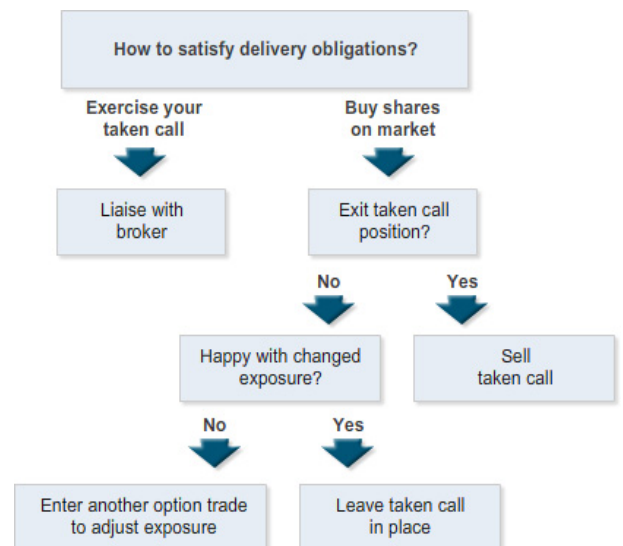 How to satisfy delivery obligations?
Exercise your
taken call
Buy shares
on market
Liaise with
broker
Exit taken call
position?
No
Yes
Happy with changed
exposure?
Sell
taken call
No
Yes
Enter another option trade
to adjust exposure
Leave taken call
in place